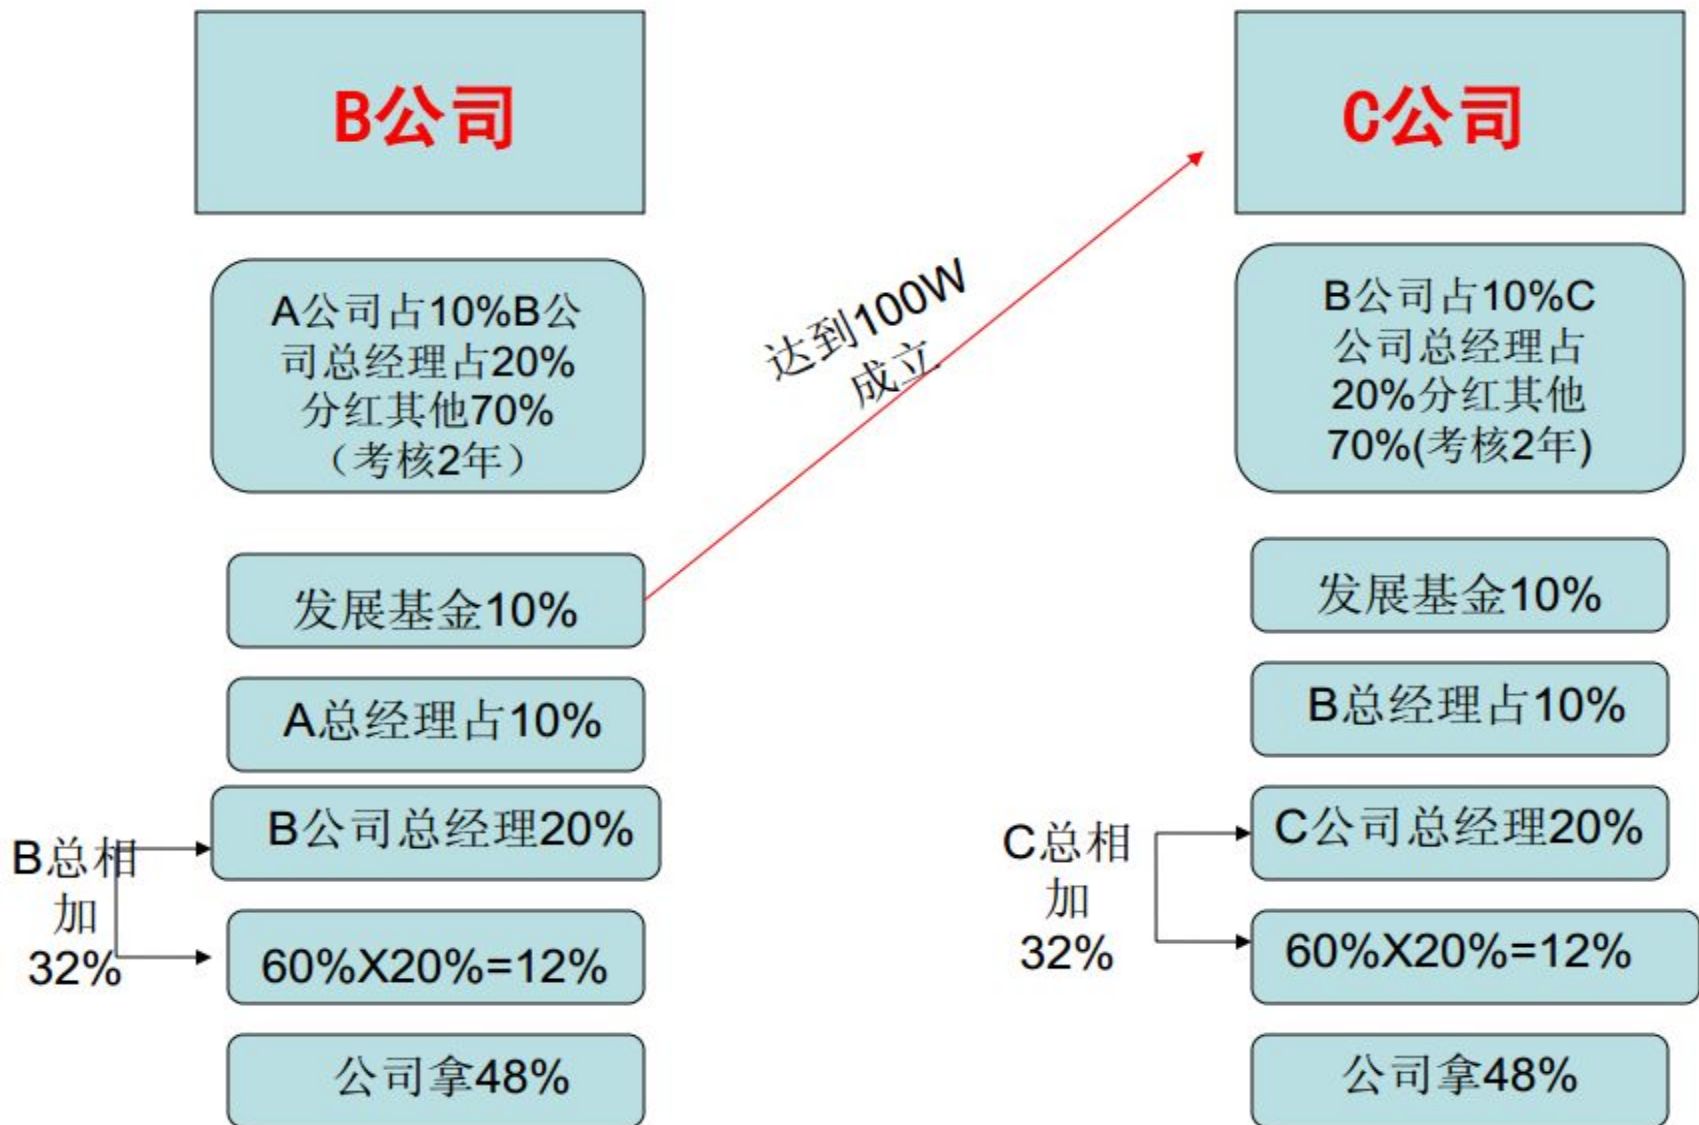 B公司
A公司占10%B公
司总经理占20%
分红其他70%
（考核2年）
发展基金10%
A总经理占10%
B公司总经理20%
B总相
加
32%
60%X20%=12%
公司拿48%
达到100W
成立
C公司
B公司占10%C
公司总经理占
20%分红其他
70%(考核2年)
发展基金10%
B总经理占10%
C公司总经理20%
C总相
加
32%
60%X20%=12%
公司拿48%